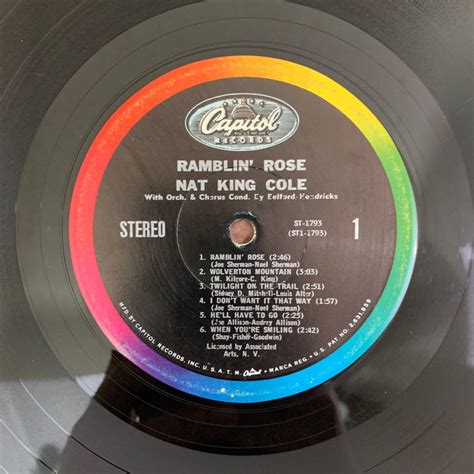 Capitol
RECORDS
RAMBLIN' ROSE
NAT KING COLE
With Orch. & Chorus Cond. By Belford Hendricks
STEREO
ST-1793
(ST1-1793)
1
1. RAMBLIN' ROSE (2:46)
(Joe Sherman-Noel Sherman)
2. WOLVERTON MOUNTAIN (3:03)
(M. Kilgore-C. King)
3. TWILIGHT ON THE TRAIL (2:51)
(Sidney D. Mitchell-Louis Alter)
4. I DON'T WANT IT THAT WAY (1:57)
(Joe Sherman-Noel Sherman)
5. HE'LL HAVE TO GO (2:25)
(Joe Allison-Audrey Allison)
6. WHEN YOU'RE SMILING (2:42)
(Shay-Fisher-Goodwin)
Licensed by Associated
Arts, N. V.
MFD. BY CAPITOL RECORDS, INC. U.S.A. T.M. Capitol MARCA REG. U.S. PAT. NO. 2,631,859